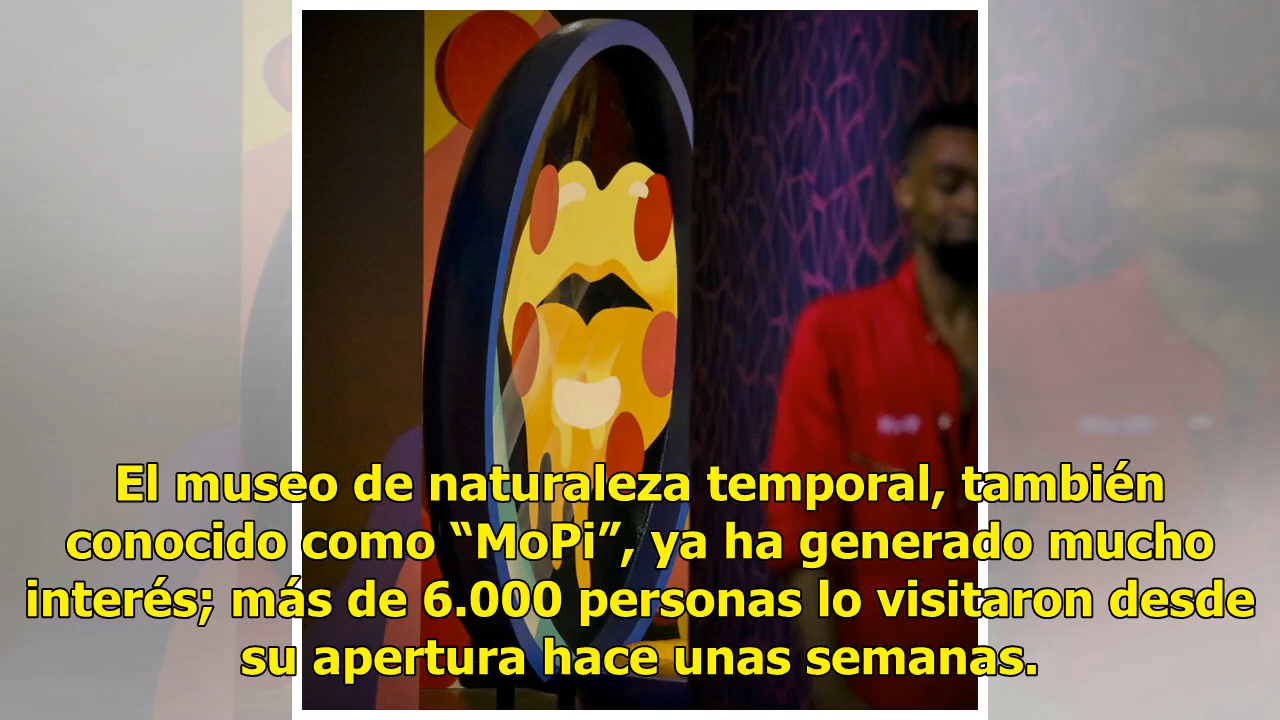 El museo de naturaleza temporal, también
conocido como “MoPi”, ya ha generado mucho
interés; más de 6.000 personas lo visitaron desde
su apertura hace unas semanas.